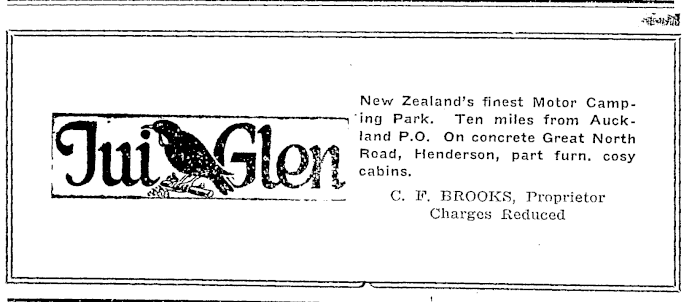 Tui Glen
New Zealand's finest Motor Camp-
ing Park. Ten miles from Auck-
land P.O. On concrete Great North
Road, Henderson, part furn. cosy
cabins.
C. F. BROOKS, Proprietor
Charges Reduced